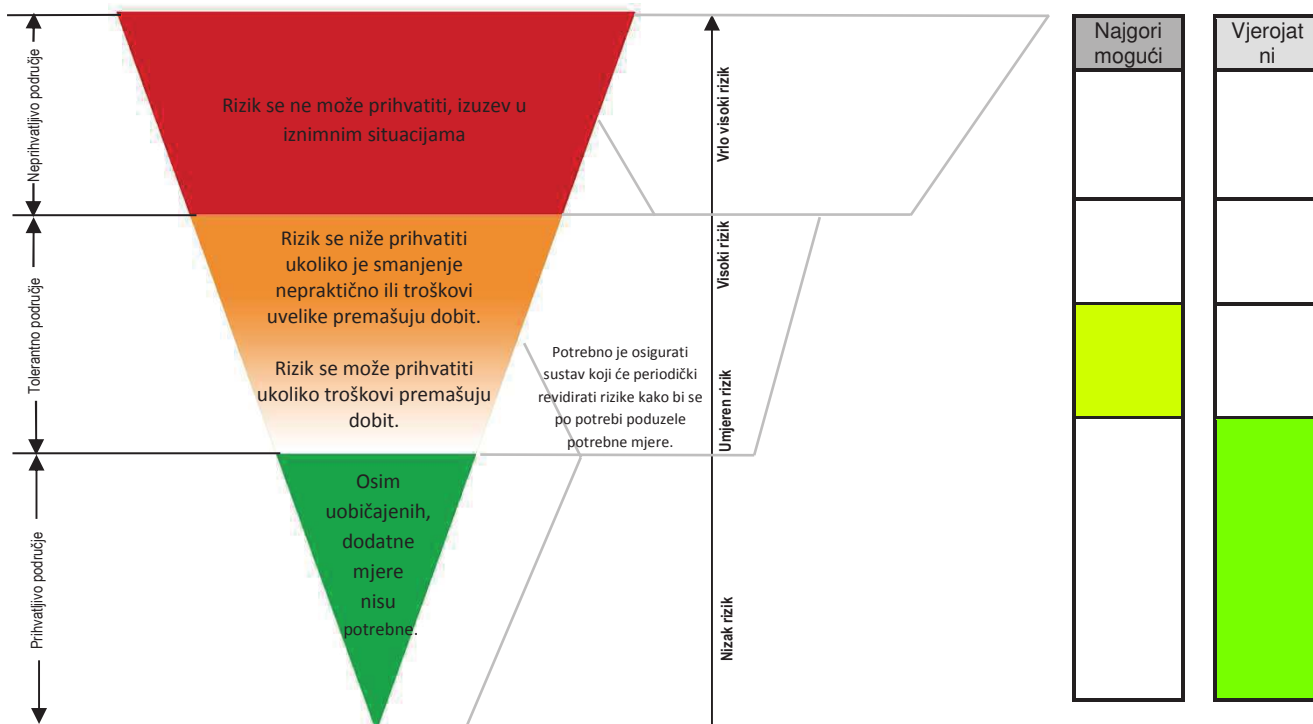 Neprihvatljivo područje
Rizik se ne može prihvatiti, izuzev u
iznimnim situacijama
Vrlo visoki rizik
Najgori
mogući
Vjerojat
ni
Tolerantno područje
Rizik se niže prihvatiti
ukoliko je smanjenje
nepraktično ili troškovi
uvelike premašuju dobit.
Rizik se može prihvatiti
ukoliko troškovi premašuju
dobit.
Visoki rizik
Potrebno je osigurati
sustav koji će periodički
revidirati rizike kako bi se
po potrebi poduzele
potrebne mjere.
Umjeren rizik
Prihvatljivo područje
Osim
uobičajenih,
dodatne
mjere
nisu
potrebne.
Nizak rizik